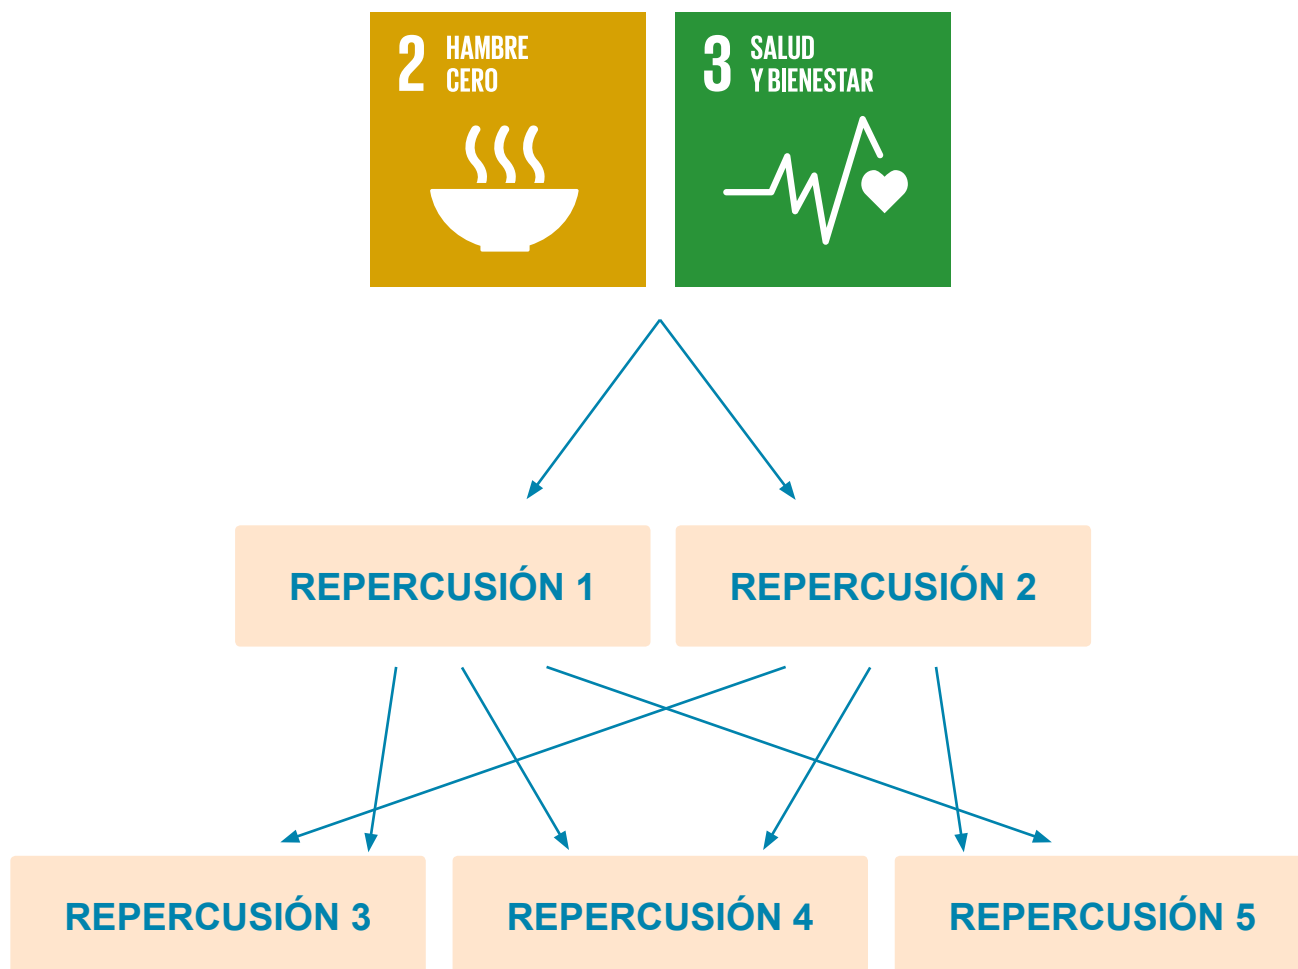 2 HAMBRE
CERO
3 SALUD
Y BIENESTAR
REPERCUSIÓN 1
REPERCUSIÓN 2
REPERCUSIÓN 3
REPERCUSIÓN 4
REPERCUSIÓN 5